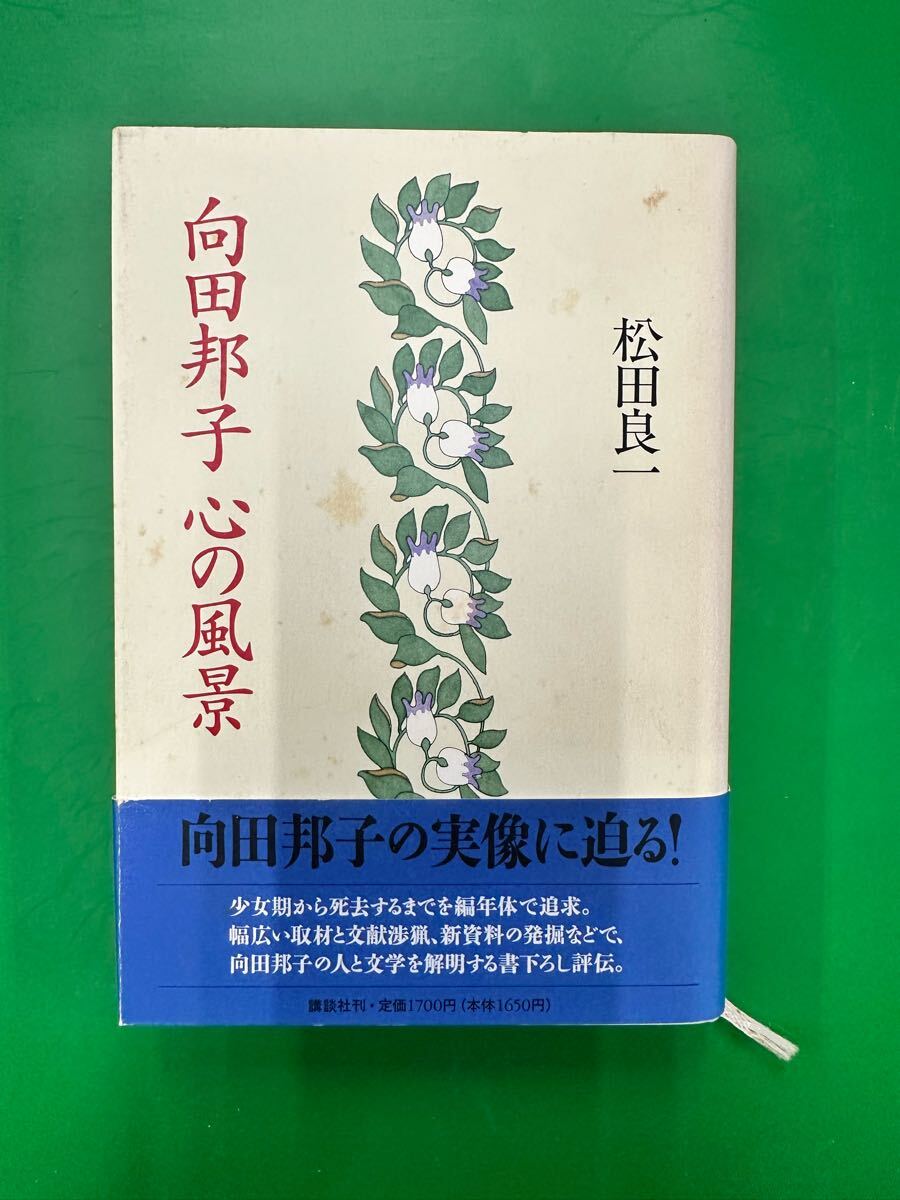 向田邦子 心の風景
松田良一
向田邦子の実像に迫る!
少女期から死去するまでを編年体で追求。
幅広い取材と文献渉猟、新資料の発掘などで、
向田邦子の人と文学を解明する書下ろし評伝。
講談社刊・定価1700円(本体1650円)